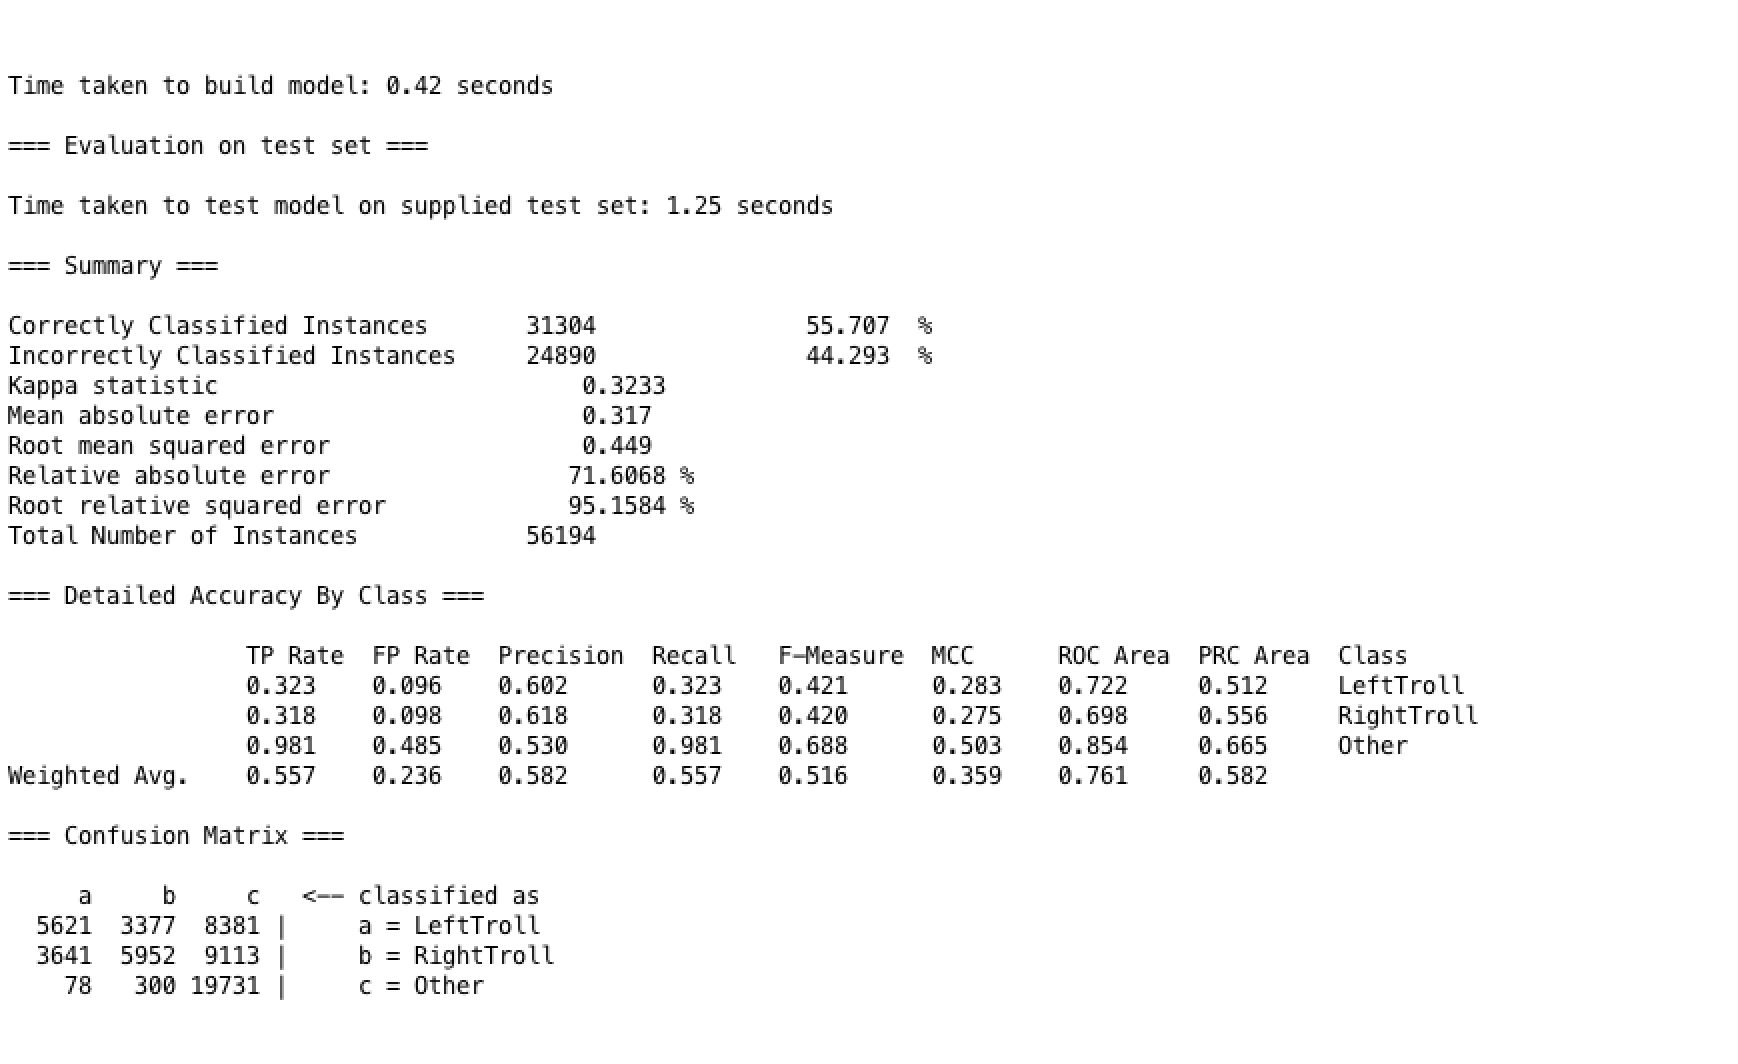 Time taken to build model: 0.42 seconds
=== Evaluation on test set ===
Time taken to test model on supplied test set: 1.25 seconds
=== Summary ===
Correctly Classified Instances       31304               55.707  %
Incorrectly Classified Instances     24890               44.293  %
Kappa statistic                          0.3233
Mean absolute error                      0.317
Root mean squared error                  0.449
Relative absolute error                 71.6068 %
Root relative squared error             95.1584 %
Total Number of Instances            56194
=== Detailed Accuracy By Class ===
                 TP Rate  FP Rate  Precision  Recall   F-Measure  MCC      ROC Area  PRC Area  Class
                 0.323    0.096    0.602      0.323    0.421      0.283    0.722     0.512     LeftTroll
                 0.318    0.098    0.618      0.318    0.420      0.275    0.698     0.556     RightTroll
                 0.981    0.485    0.530      0.981    0.688      0.503    0.854     0.665     Other
Weighted Avg.    0.557    0.236    0.582      0.557    0.516      0.359    0.761     0.582
=== Confusion Matrix ===
     a     b     c   <-- classified as
  5621  3377  8381 |     a = LeftTroll
  3641  5952  9113 |     b = RightTroll
    78   300 19731 |     c = Other